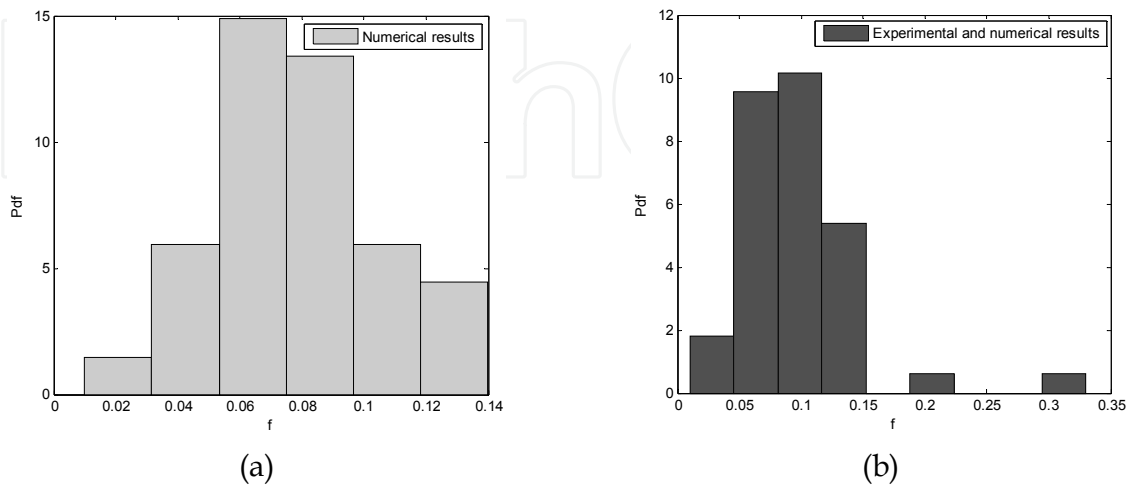 Numerical results
15
10
5
0
Pdf
0 0.02 0.04 0.06 0.08 0.1 0.12 0.14
f
(a)
Experimental and numerical results
12
10
8
6
4
2
0
Pdf
0 0.05 0.1 0.15 0.2 0.25 0.3 0.35
f
(b)